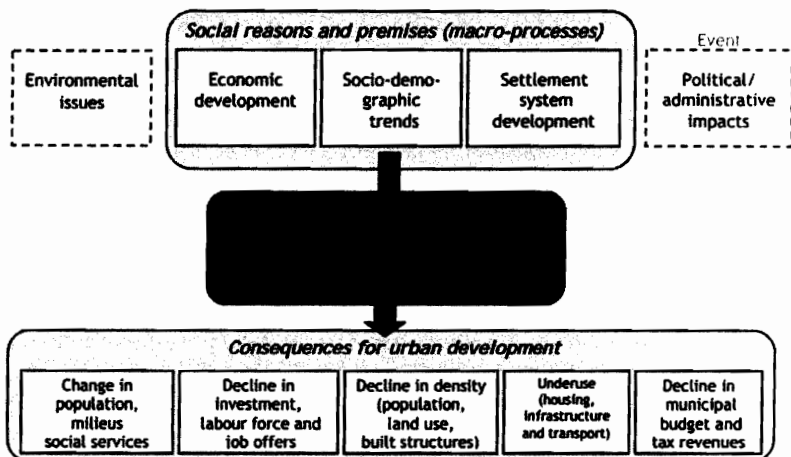 Social reasons and premises (macro-processes)
Environmental
issues
Economic
development
Socio-demo-
graphic
trends
Settlement
system
development
Event
Political/
administrative
impacts
Consequences for urban development
Change in
population,
milieus
social services
Decline in
investment,
labour force and
job offers
Decline in density
(population,
land use,
built structures)
Underuse
(housing,
infrastructure
and transport)
Decline in
municipal
budget and
tax revenues